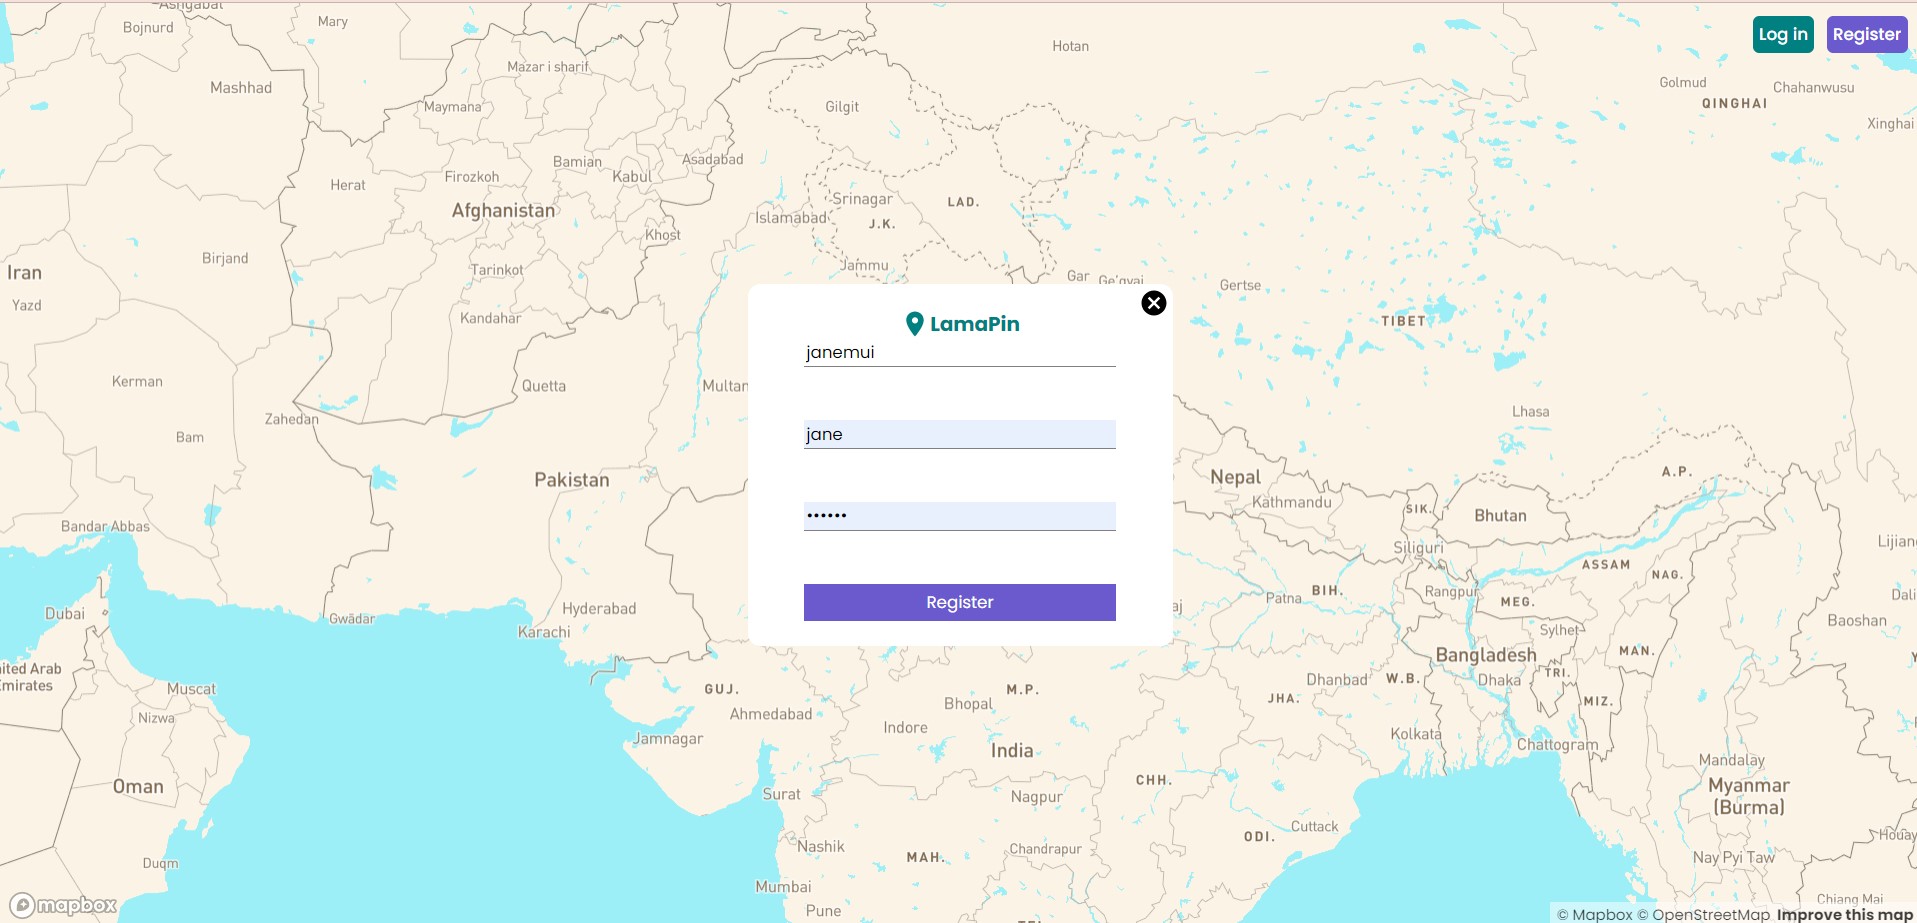 Ashgabat
Bojnurd
Mary
Hotan
Log in
Register
Mazar i sharif
Mashhad
Maymana
Gilgit
Golmud
Chahanwusu
QINGHAI
Xinghai
Bamian
Asadabad
Herat
Firozkoh
Kabul
Afghanistan
Srinagar
LAD.
Islamabad
J.K.
Khost
Birjand
Tarinkot
Jammu
Iran
Gar
Ge'gyai
Gertse
Yazd
Kandahar
TIBET
LamaPin
janemui
Kerman
Quetta
Multan
Zahedan
Lhasa
Bam
jane
Pakistan
Nepal
A.P.
Kathmandu
SIK.
Bhutan
••••••
Bandar Abbas
Siliguri
Lijian
ASSAM
NAG.
Patna
BIH.
Rangpur
MEG.
Dali
Register
Dubai
Gwādar
Hyderabad
aj
Karachi
Sylhet
Baoshan
Bangladesh
MAN.
ited Arab
Emirates
Muscat
GUJ.
M.P.
Dhanbad
W.B.
Dhaka
TRI.
Nizwa
Ahmedabad
Bhopal
JHA.
MIZ.
Jamnagar
Indore
Kolkata
Chattogram
India
Mandalay
Oman
Surat
Nagpur
CHH.
Myanmar
(Burma)
Cuttack
ODI.
Houay
Nashik
MAH.
Chandrapur
Nay Pyi Taw
Duqm
Mumbai
Chiang Mai
mapbox
Pune
© Mapbox © OpenStreetMap Improve this map